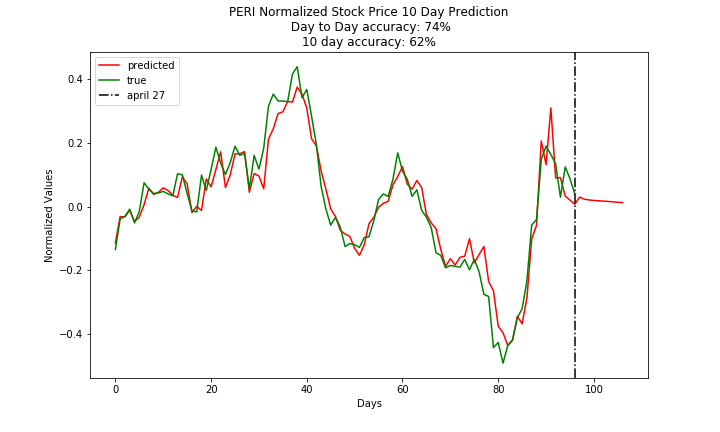 PERI Normalized Stock Price 10 Day Prediction
Day to Day accuracy: 74%
10 day accuracy: 62%
predicted
true
april 27
Normalized Values
0.4
0.2
0.0
−0.2
−0.4
0
20
40
60
80
100
Days